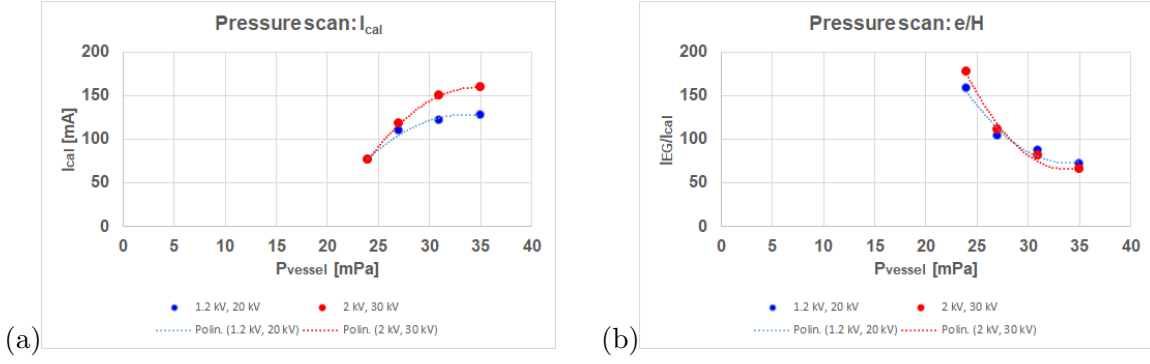 Pressure scan: Ical
Ical [mA]
200
150
100
50
0
0 5 10 15 20 25 30 35 40
Pvessel [mPa]
1.2 kV, 20 kV
2 kV, 30 kV
Polin. (1.2 kV, 20 kV)
Polin. (2 kV, 30 kV)
(a)
Pressure scan: e/H
IEG/Ical
200
150
100
50
0
0 5 10 15 20 25 30 35 40
Pvessel [mPa]
1.2 kV, 20 kV
2 kV, 30 kV
Polin. (1.2 kV, 20 kV)
Polin. (2 kV, 30 kV)
(b)